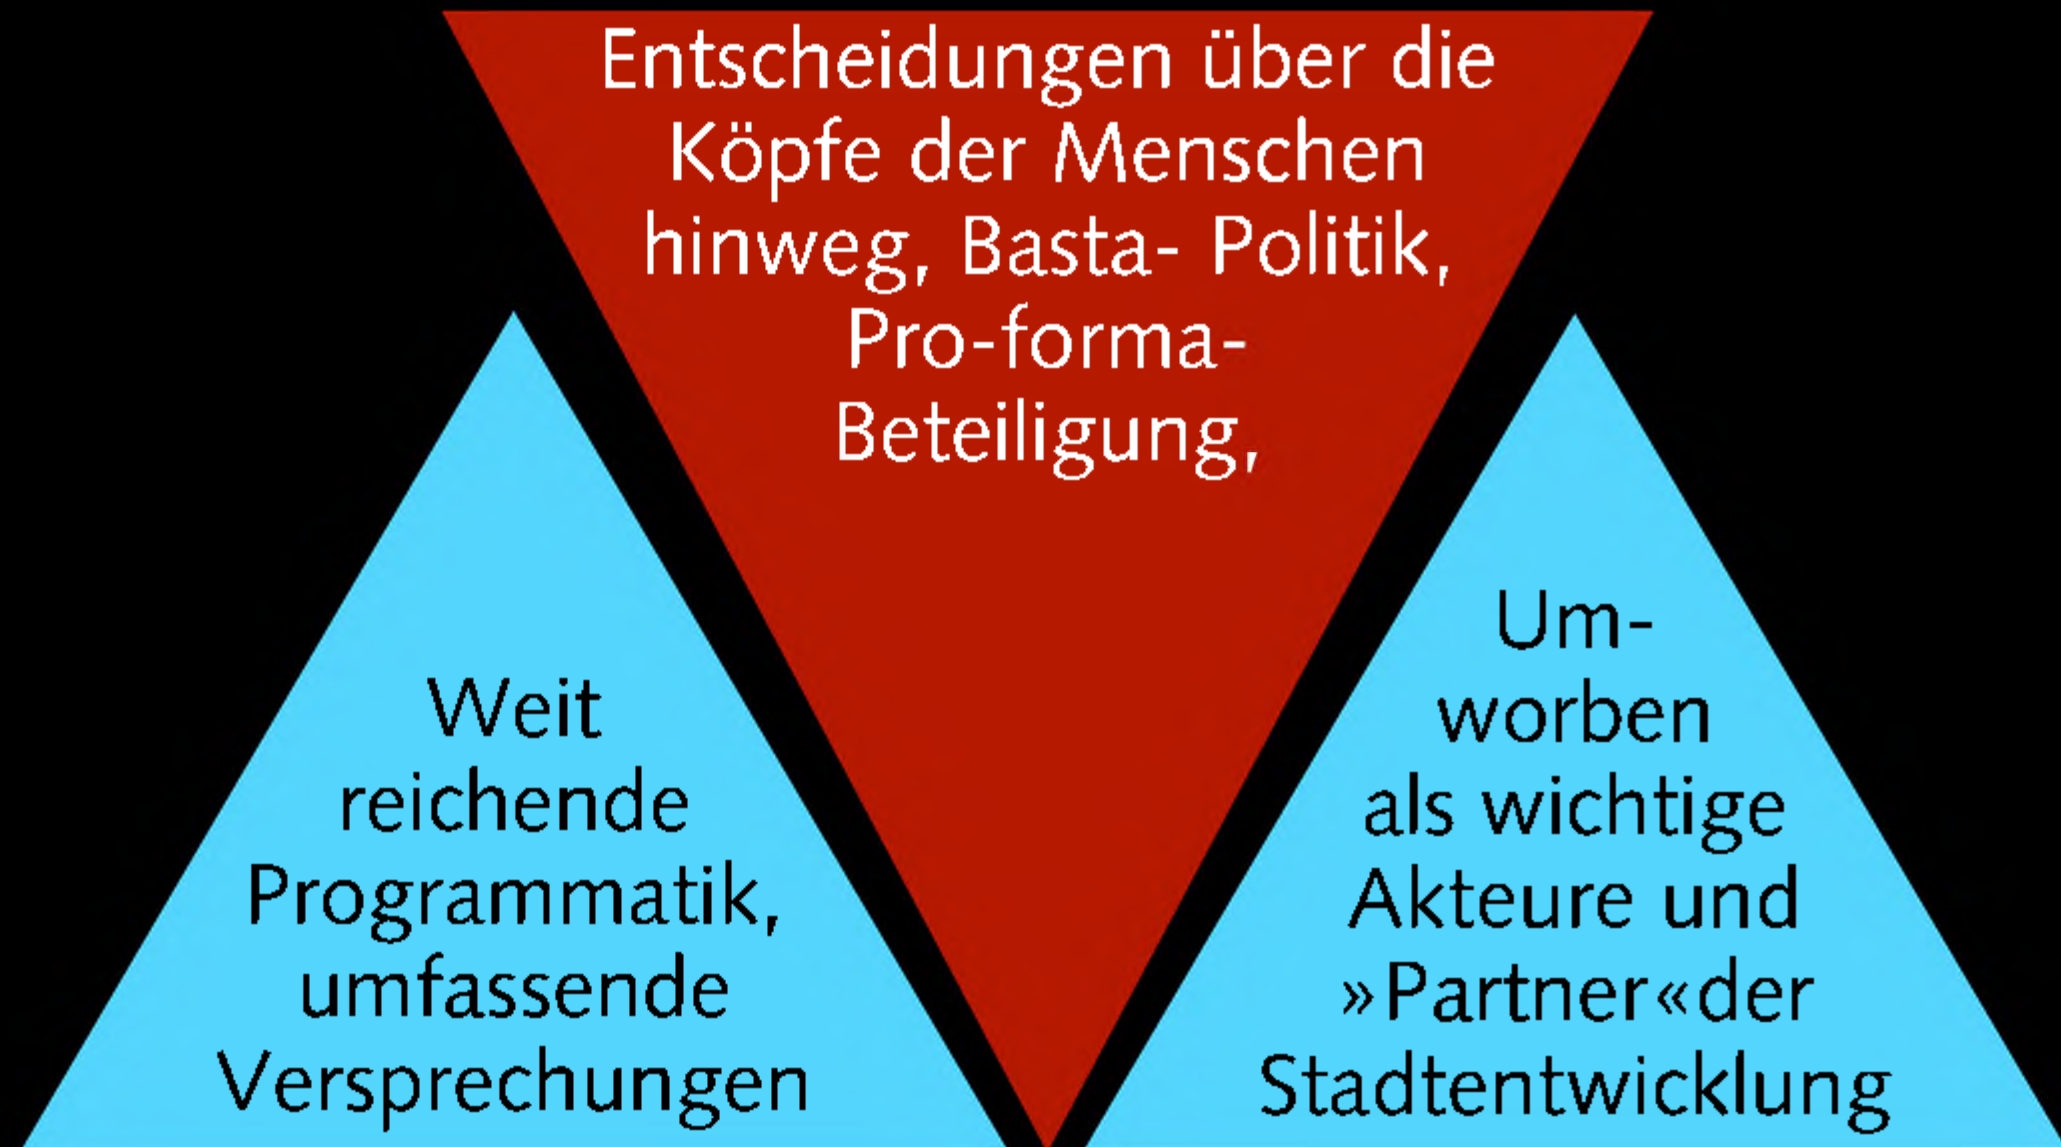 Entscheidungen über die
Köpfe der Menschen
hinweg, Basta- Politik,
Pro-forma-
Beteiligung,
Weit
reichende
Programmatik,
umfassende
Versprechungen
Um-
worben
als wichtige
Akteure und
»Partner«der
Stadtentwicklung